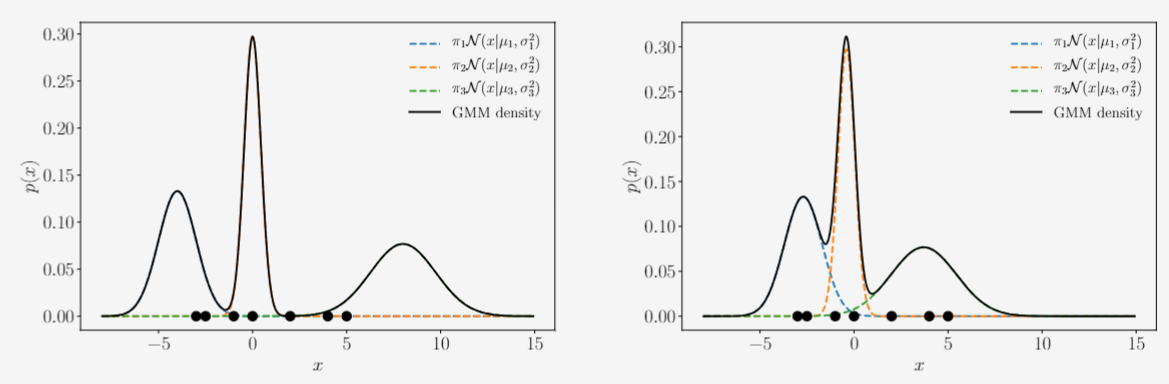 0.30
0.25
0.20
0.15
0.10
0.05
0.00
p(x)
−5 0 5 10 15
x
π₁𝒩(x|μ₁, σ₁²)
π₂𝒩(x|μ₂, σ₂²)
π₃𝒩(x|μ₃, σ₃²)
GMM density
0.30
0.25
0.20
0.15
0.10
0.05
0.00
p(x)
−5 0 5 10 15
x
π₁𝒩(x|μ₁, σ₁²)
π₂𝒩(x|μ₂, σ₂²)
π₃𝒩(x|μ₃, σ₃²)
GMM density